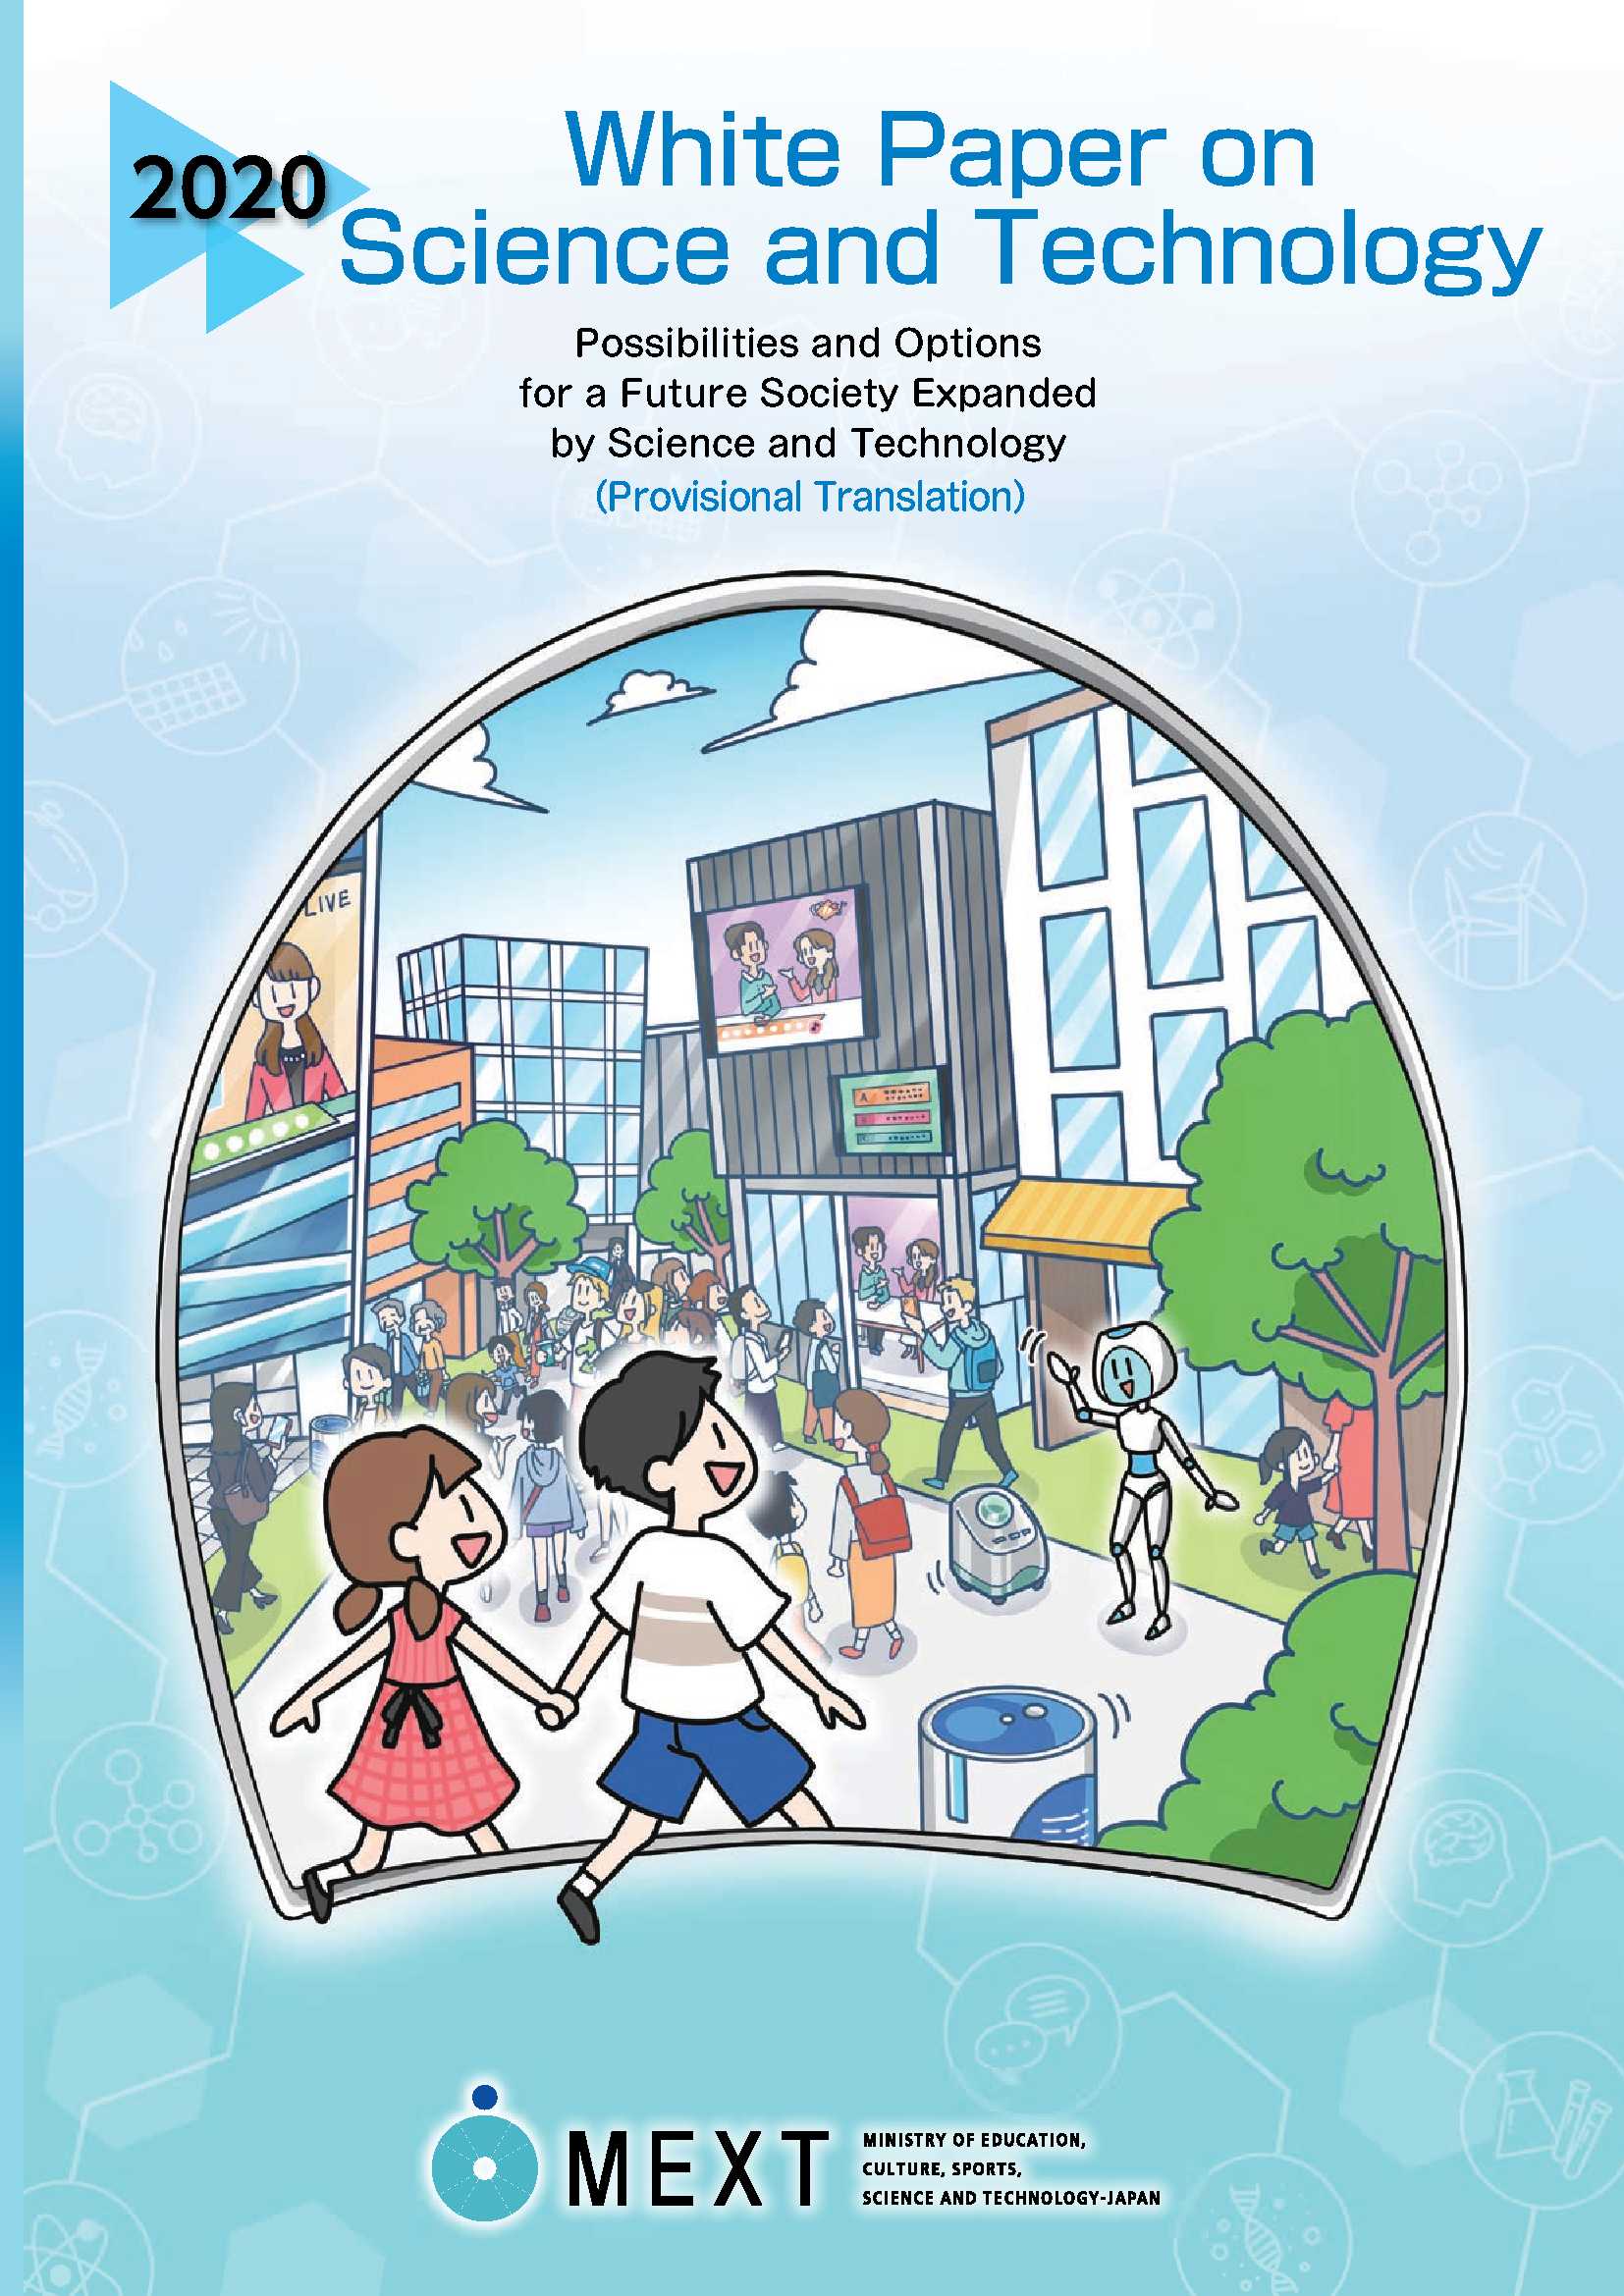 2020
White Paper on
Science and Technology
Possibilities and Options
for a Future Society Expanded
by Science and Technology
(Provisional Translation)
LIVE
A
MEXT
MINISTRY OF EDUCATION,
CULTURE, SPORTS,
SCIENCE AND TECHNOLOGY-JAPAN